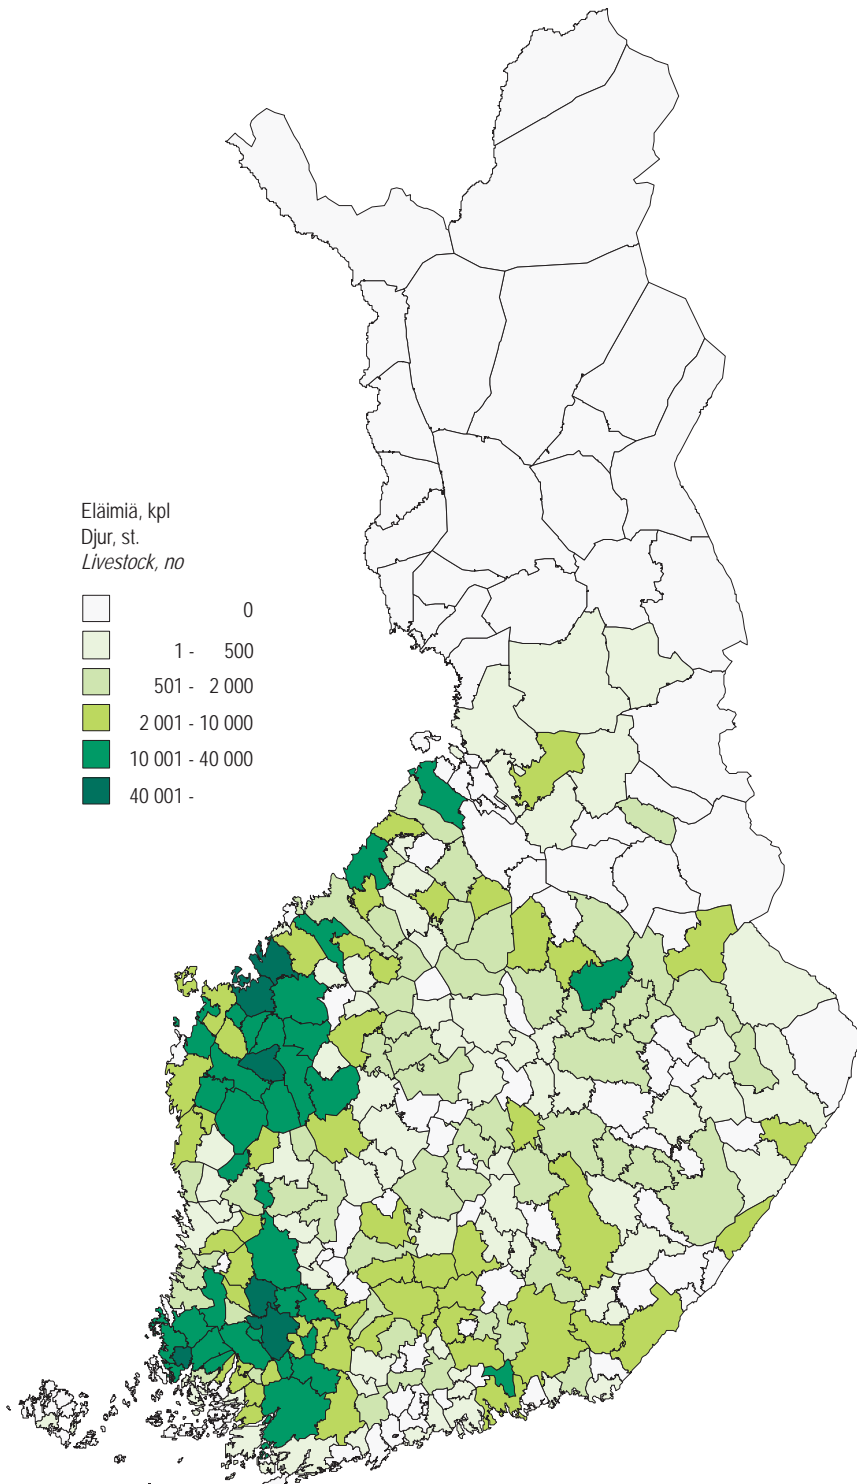 Eläimiä, kpl
Djur, st.
Livestock, no
0
1 - 500
501 - 2 000
2 001 - 10 000
10 001 - 40 000
40 001 -